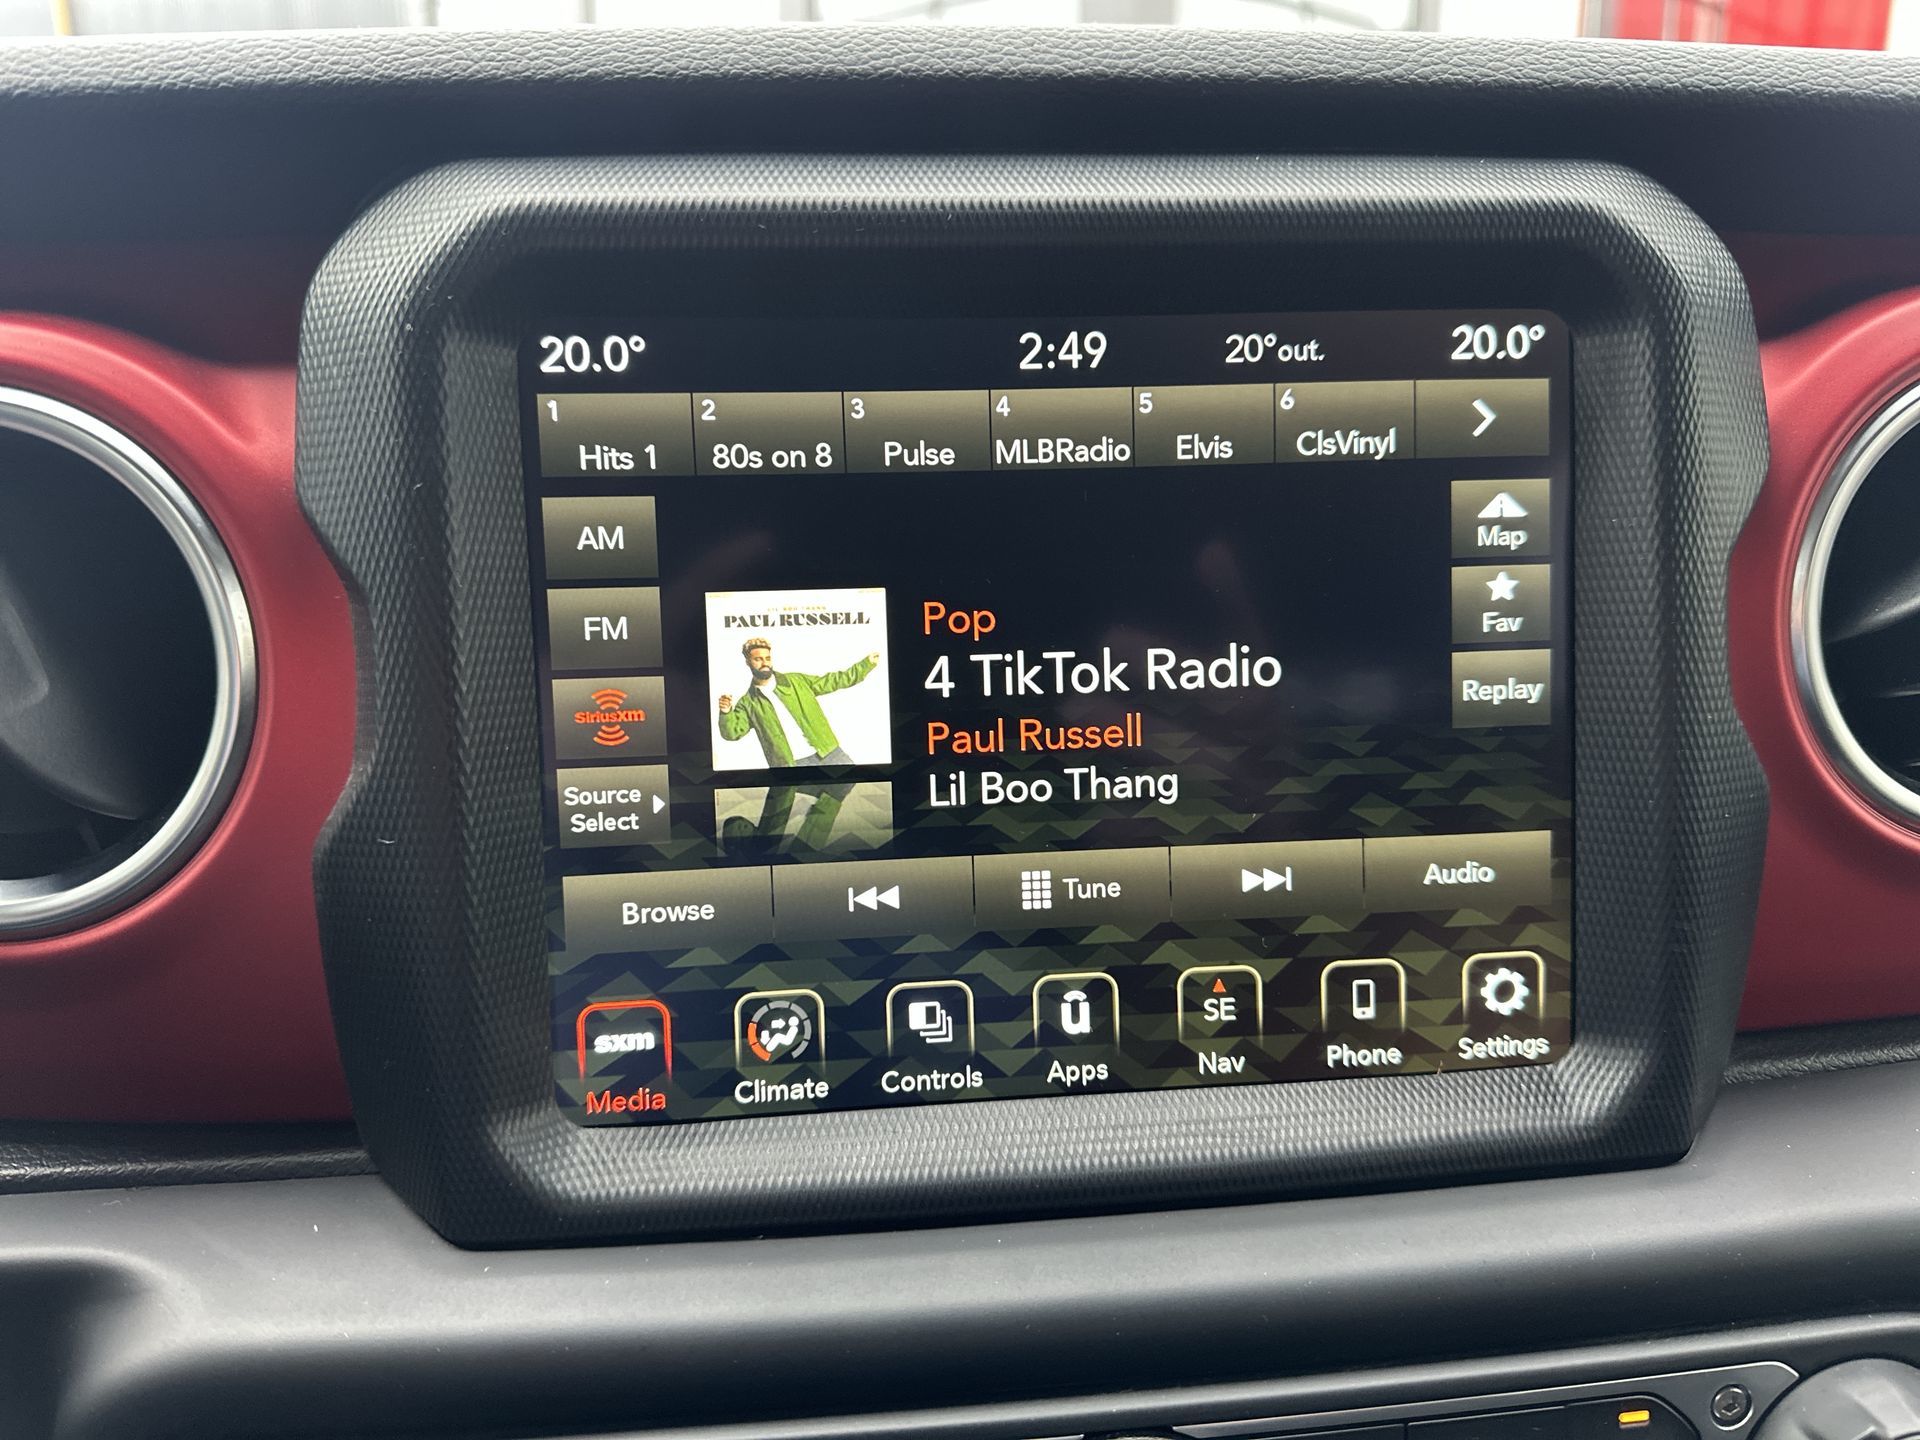 20.0° 2:49 20°out. 20.0°
1 2 3 4 5 6
Hits 1 80s on 8 Pulse MLBRadio Elvis ClsVinyl
AM
FM
siriusxm
Source
Select
PAUL RUSSELL
Pop
4 TikTok Radio
Paul Russell
Lil Boo Thang
Map
Fav
Replay
Browse Tune Audio
sxm u SE
Media Climate Controls Apps Nav Phone Settings